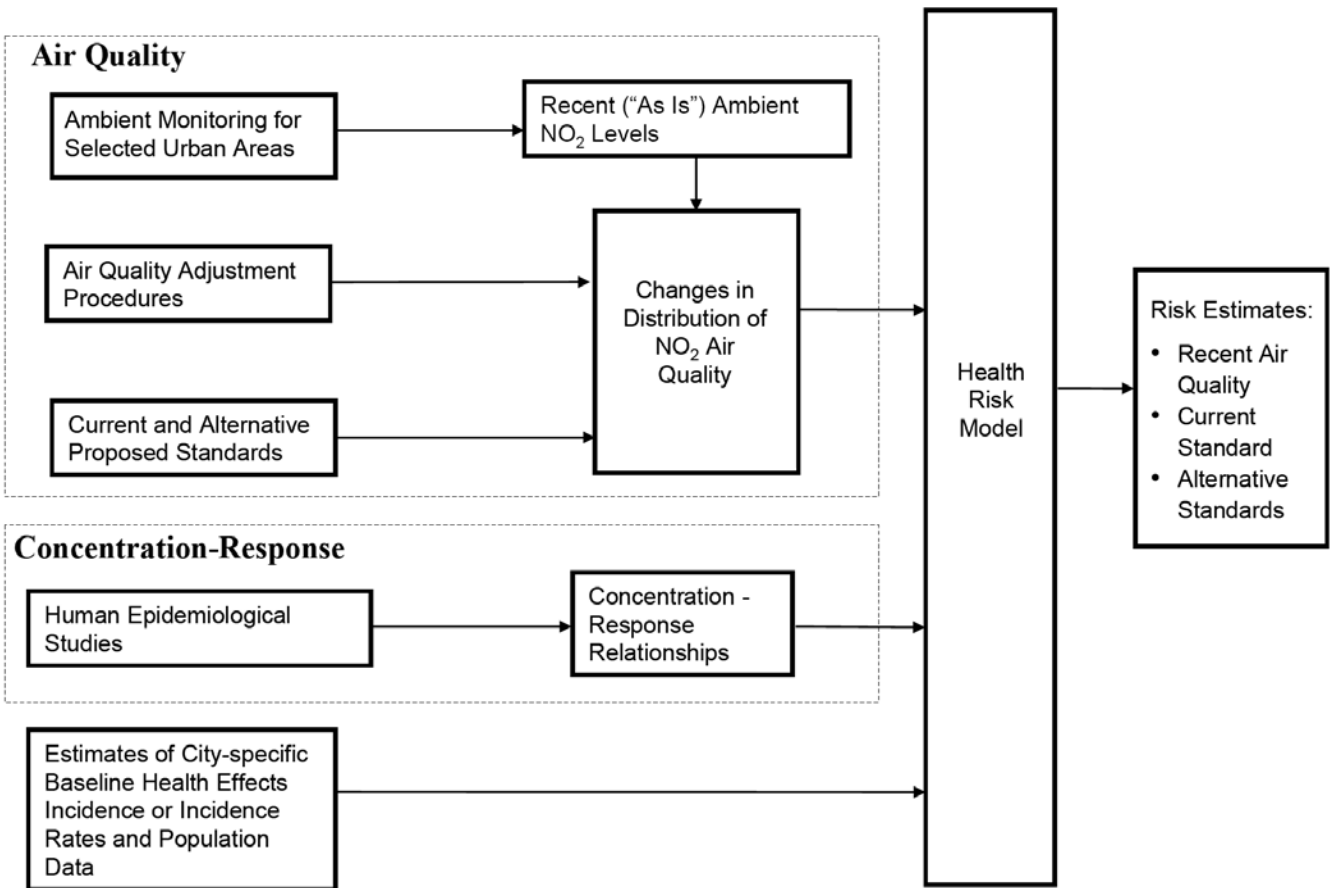 Air Quality
Ambient Monitoring for
Selected Urban Areas
Recent (“As Is”) Ambient
NO₂ Levels
Air Quality Adjustment
Procedures
Changes in
Distribution of
NO₂ Air
Quality
Current and Alternative
Proposed Standards
Concentration-Response
Human Epidemiological
Studies
Concentration -
Response
Relationships
Estimates of City-specific
Baseline Health Effects
Incidence or Incidence
Rates and Population
Data
Health
Risk
Model
Risk Estimates:
• Recent Air
Quality
• Current
Standard
• Alternative
Standards